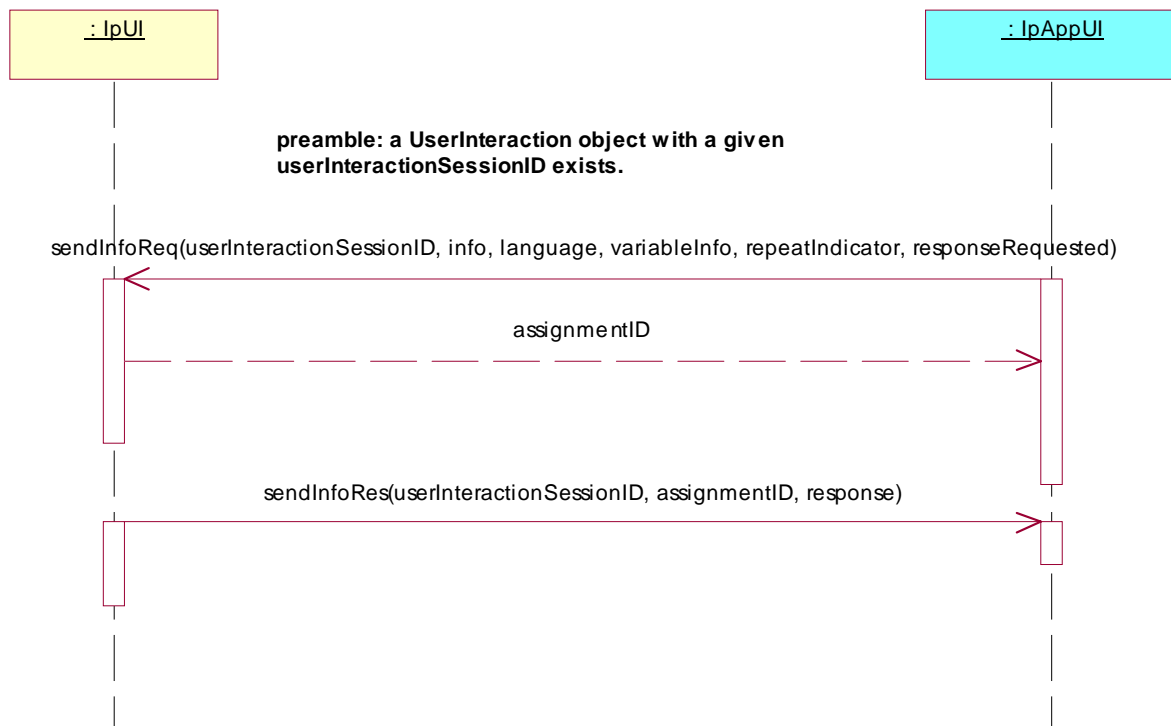 : IpUI
: IpAppUI
preamble: a UserInteraction object with a given
userInteractionSessionID exists.
sendInfoReq(userInteractionSessionID, info, language, variableInfo, repeatIndicator, responseRequested)
assignmentID
sendInfoRes(userInteractionSessionID, assignmentID, response)